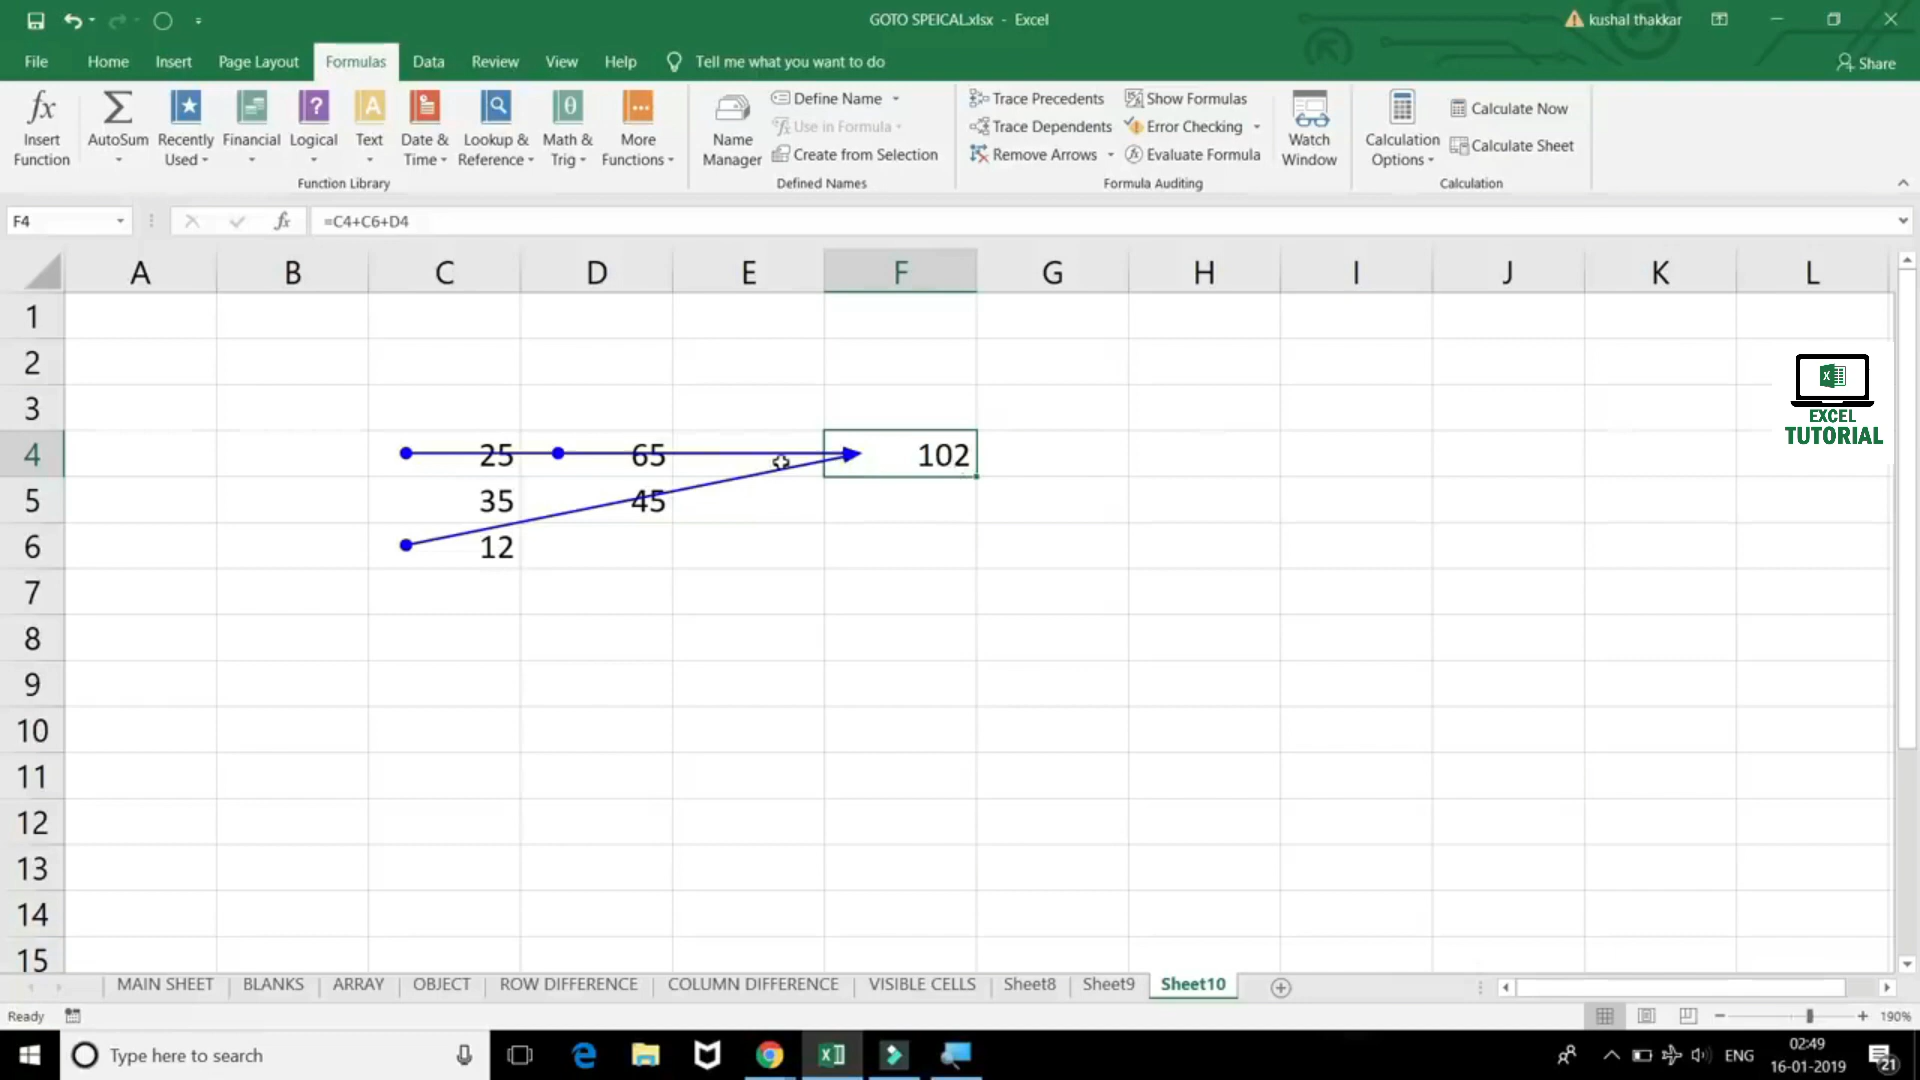 GOTO SPEICAL.xlsx - Excel
kushal thakkar
File Home Insert Page Layout Formulas Data Review View Help Tell me what you want to do
Share
Insert Function
AutoSum
Recently Used
Financial
Logical
Text
Date & Time
Lookup & Reference
Math & Trig
More Functions
Function Library
Name Manager
Define Name
Use in Formula
Create from Selection
Defined Names
Trace Precedents
Trace Dependents
Remove Arrows
Show Formulas
Error Checking
Evaluate Formula
Formula Auditing
Watch Window
Calculation Options
Calculate Now
Calculate Sheet
Calculation
F4 fx =C4+C6+D4
A B C D E F G H I J K L
1
2
3
4 25 65 102
5 35 45
6 12
7
8
9
10
11
12
13
14
15
EXCEL
TUTORIAL
MAIN SHEET BLANKS ARRAY OBJECT ROW DIFFERENCE COLUMN DIFFERENCE VISIBLE CELLS Sheet8 Sheet9 Sheet10
Ready
190%
Type here to search
ENG
02:49
16-01-2019
21